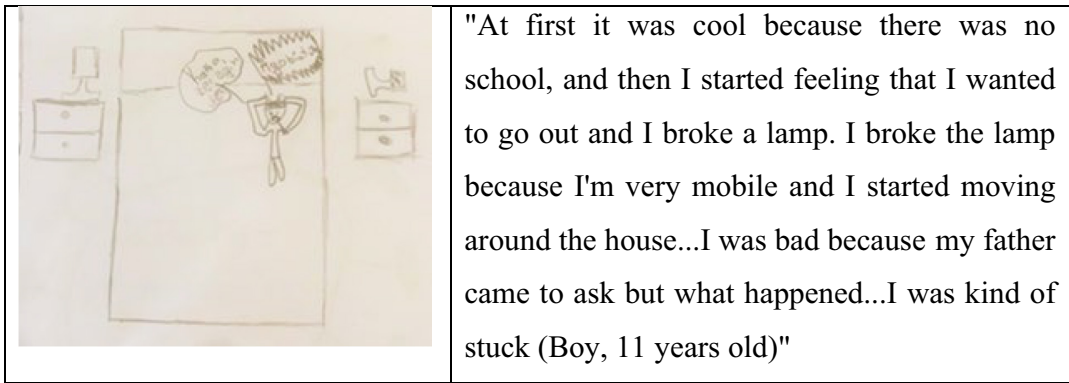 "At first it was cool because there was no
school, and then I started feeling that I wanted
to go out and I broke a lamp. I broke the lamp
because I'm very mobile and I started moving
around the house...I was bad because my father
came to ask but what happened...I was kind of
stuck (Boy, 11 years old)"